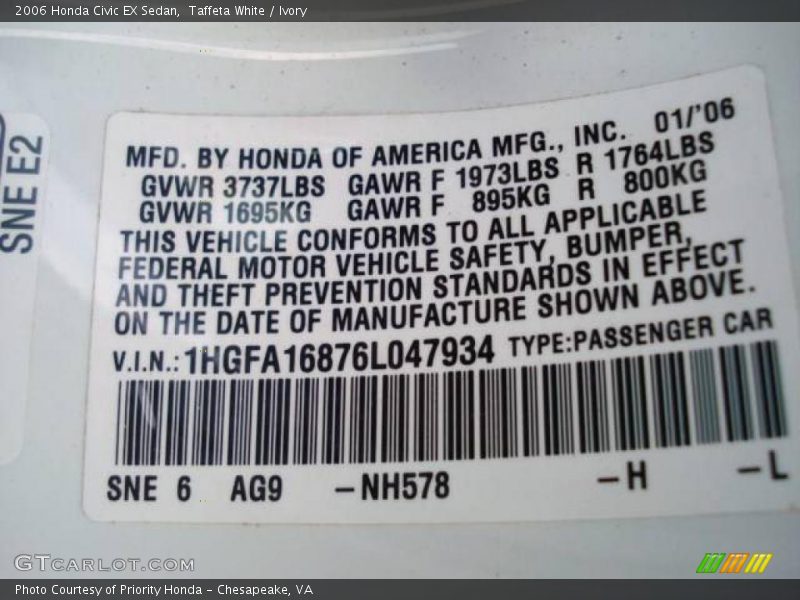 2006 Honda Civic EX Sedan, Taffeta White / Ivory
SNE E2
MFD. BY HONDA OF AMERICA MFG., INC. 01/'06
GVWR 3737LBS GAWR F 1973LBS R 1764LBS
GVWR 1695KG GAWR F 895KG R 800KG
THIS VEHICLE CONFORMS TO ALL APPLICABLE
FEDERAL MOTOR VEHICLE SAFETY, BUMPER,
AND THEFT PREVENTION STANDARDS IN EFFECT
ON THE DATE OF MANUFACTURE SHOWN ABOVE.
V.I.N.: 1HGFA16876L047934 TYPE:PASSENGER CAR
SNE 6 AG9 -NH578 -H -L
GTCARLOT.COM
Photo Courtesy of Priority Honda - Chesapeake, VA